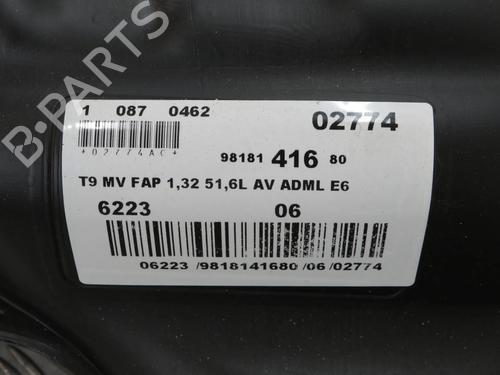 B-PARTS
1 087 0462
02774
*02774AC*
98181 416 80
T9 MV FAP 1,32 51,6L AV ADML E6
6223 06
06223 /9818141680/06/02774